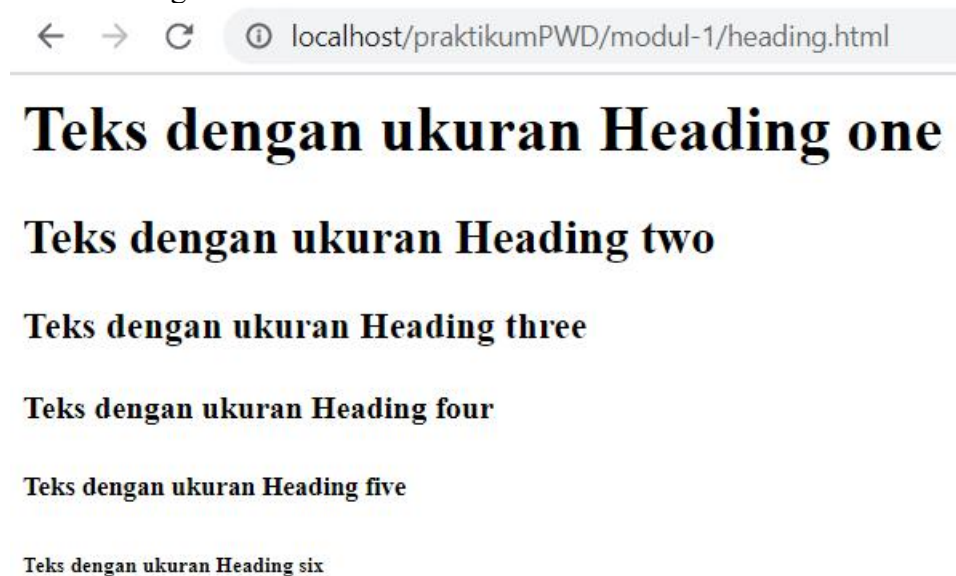 localhost/praktikumPWD/modul-1/heading.html
Teks dengan ukuran Heading one
Teks dengan ukuran Heading two
Teks dengan ukuran Heading three
Teks dengan ukuran Heading four
Teks dengan ukuran Heading five
Teks dengan ukuran Heading six